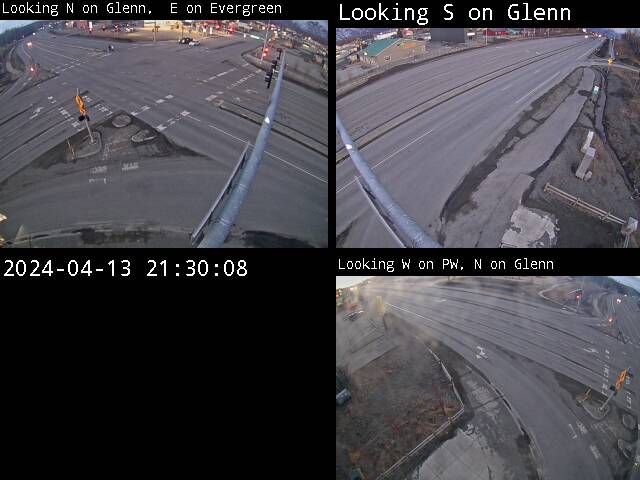 Looking N on Glenn,  E on Evergreen
Looking S on Glenn
2024-04-13 21:30:08
Looking W on PW, N on Glenn